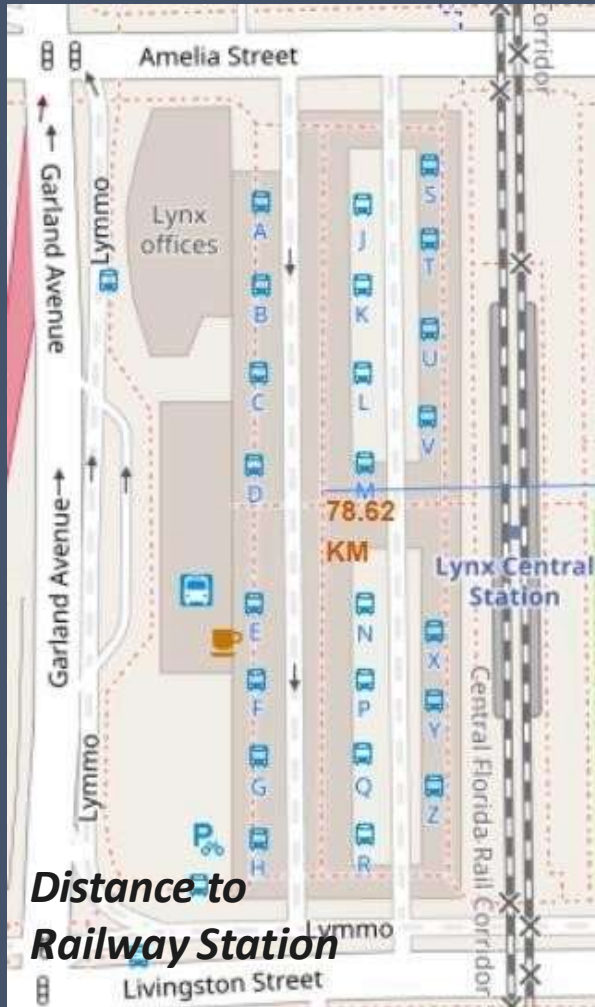 Amelia Street
Corridor
Garland Avenue
Lymmo
Lynx
offices
A
B
C
D
J
K
L
M
S
T
U
V
78.62
KM
Lynx Central
Station
Garland Avenue
E
F
G
H
N
P
Q
R
X
Y
Z
Central Florida Rail Corridor
Lymmo
P
Distance to
Railway Station
Lymmo
Livingston Street